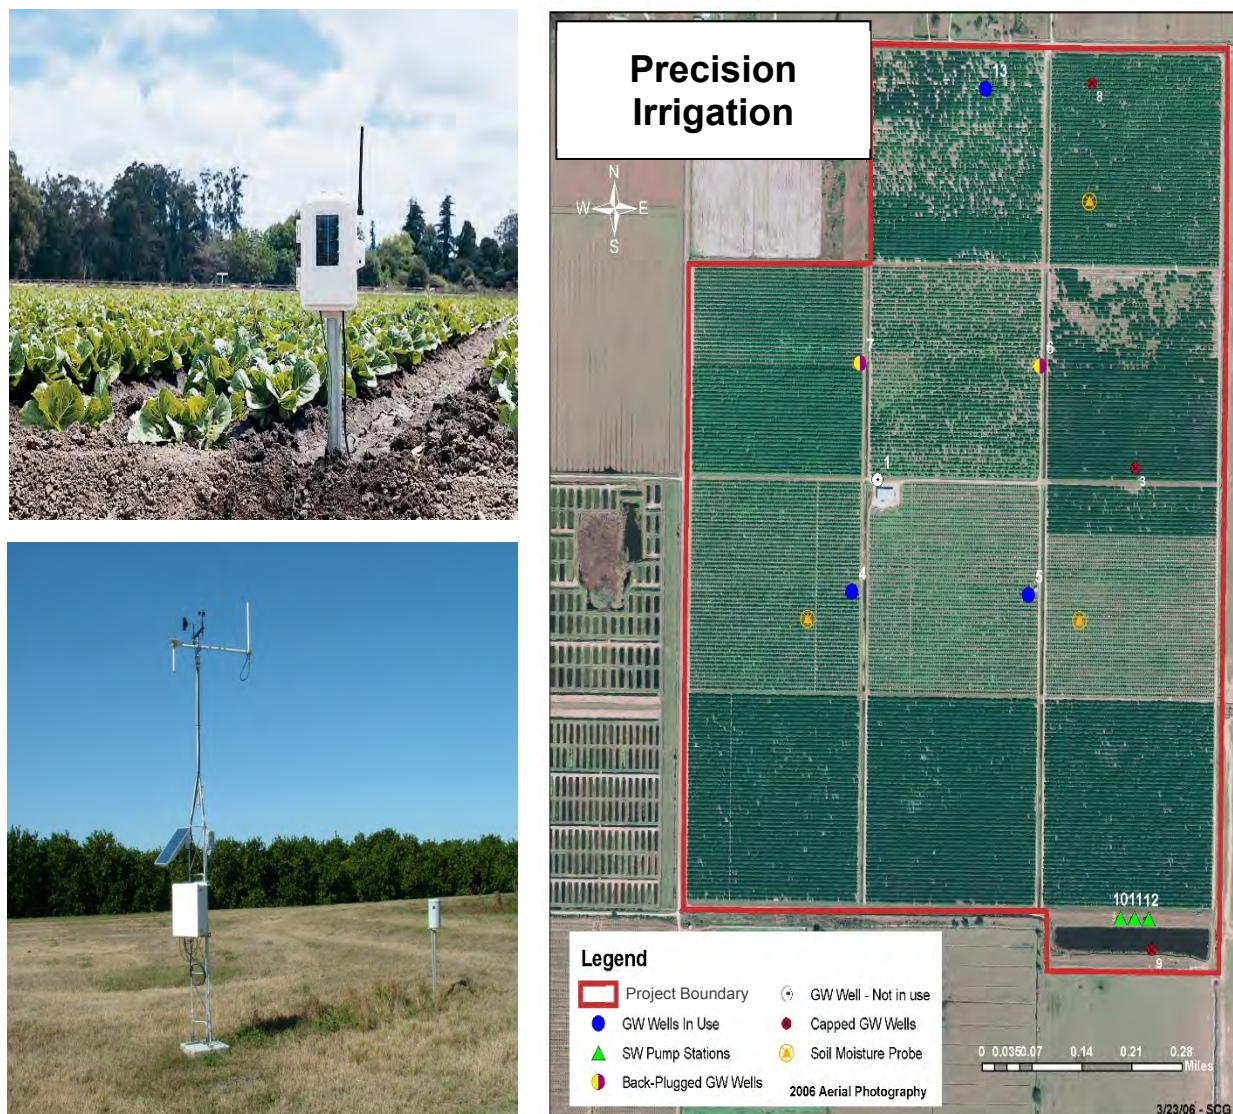 Precision
Irrigation
N
W E
S
13
8
7
6
1
3
4
5
101112
9
Legend
Project Boundary
GW Wells In Use
SW Pump Stations
Back-Plugged GW Wells
GW Well - Not in use
Capped GW Wells
Soil Moisture Probe
2006 Aerial Photography
0 0.035 0.07 0.14 0.21 0.28
Miles
3/23/06 - SCG